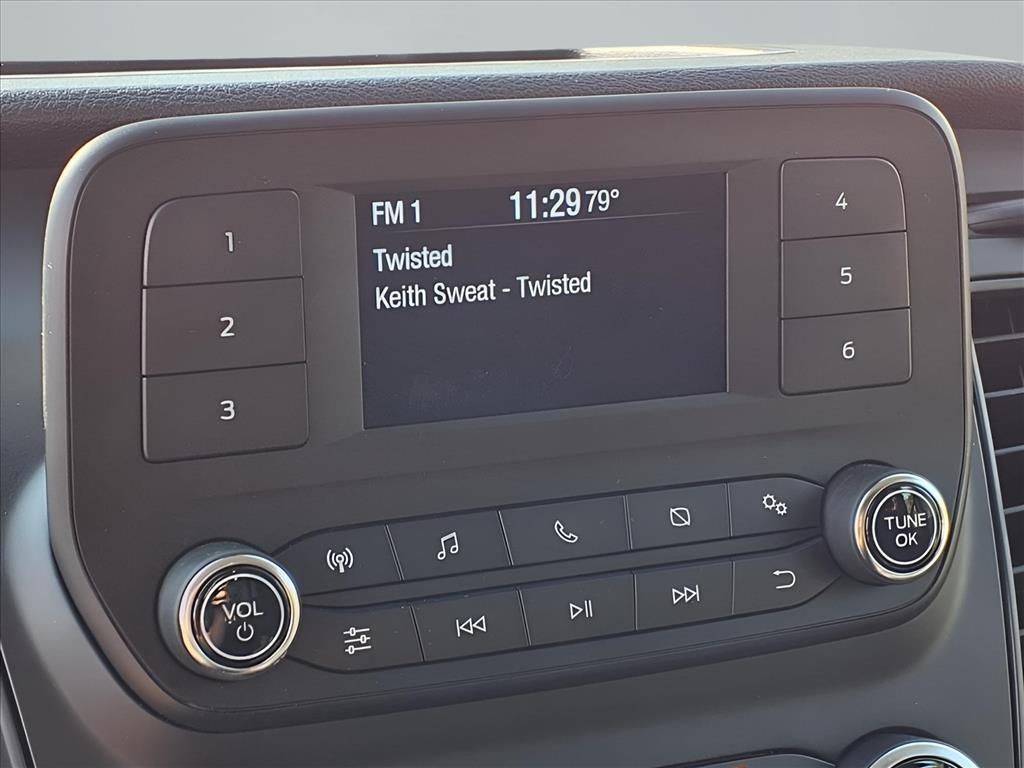 FM 1 11:29 79°
Twisted
Keith Sweat - Twisted
1
2
3
4
5
6
VOL
TUNE
OK